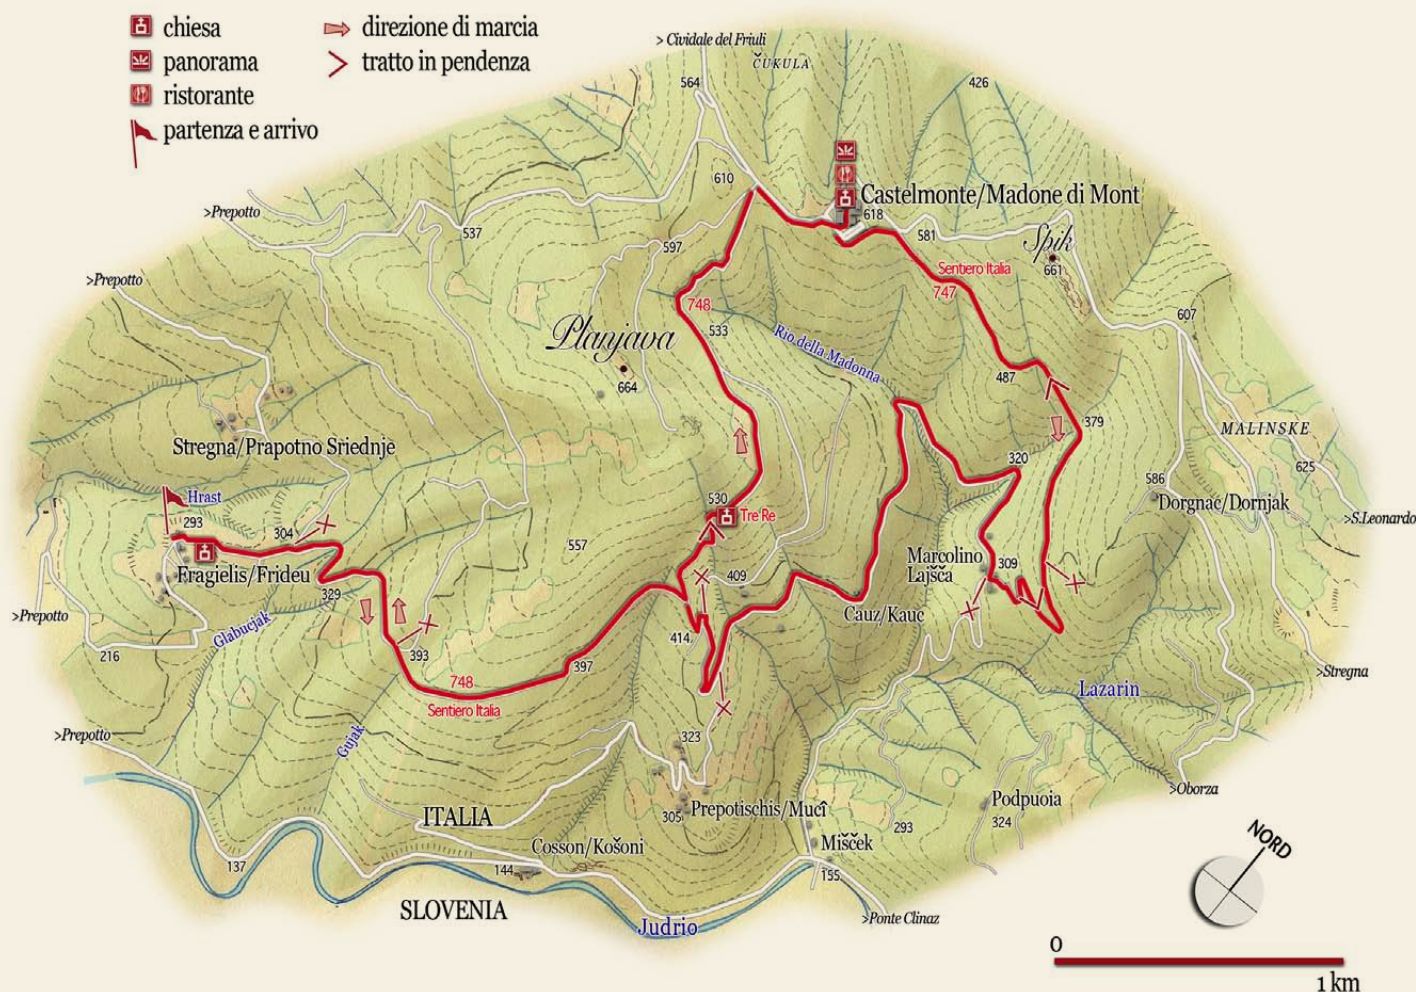 chiesa
panorama
ristorante
partenza e arrivo
direzione di marcia
tratto in pendenza
> Cividale del Friuli
ČUKULA
564
426
610
Castelmonte/Madone di Mont
618
>Prepotto
537
597
581
Spik
661
Sentiero Italia
747
>Prepotto
748
533
Planjava
664
Rio della Madonna
607
487
379
MALINSKE
625
Stregna/Prapotno Sriednje
320
586
Dorgnac/Dornjak
>S.Leonardo
Hrast
293
304
530
Tre Re
557
Fragielis/Frideu
329
409
Marcolino
Lajšča
309
Cauz/Kauc
>Prepotto
Glabucjak
216
393
414
397
748
Sentiero Italia
>Stregna
Lazarin
>Prepotto
Gujak
323
305
Prepotischis/Mucî
>Oborza
Podpuoia
324
293
ITALIA
Cosson/Košoni
144
Mišček
155
137
SLOVENIA
Judrio
>Ponte Clinaz
NORD
0
1 km